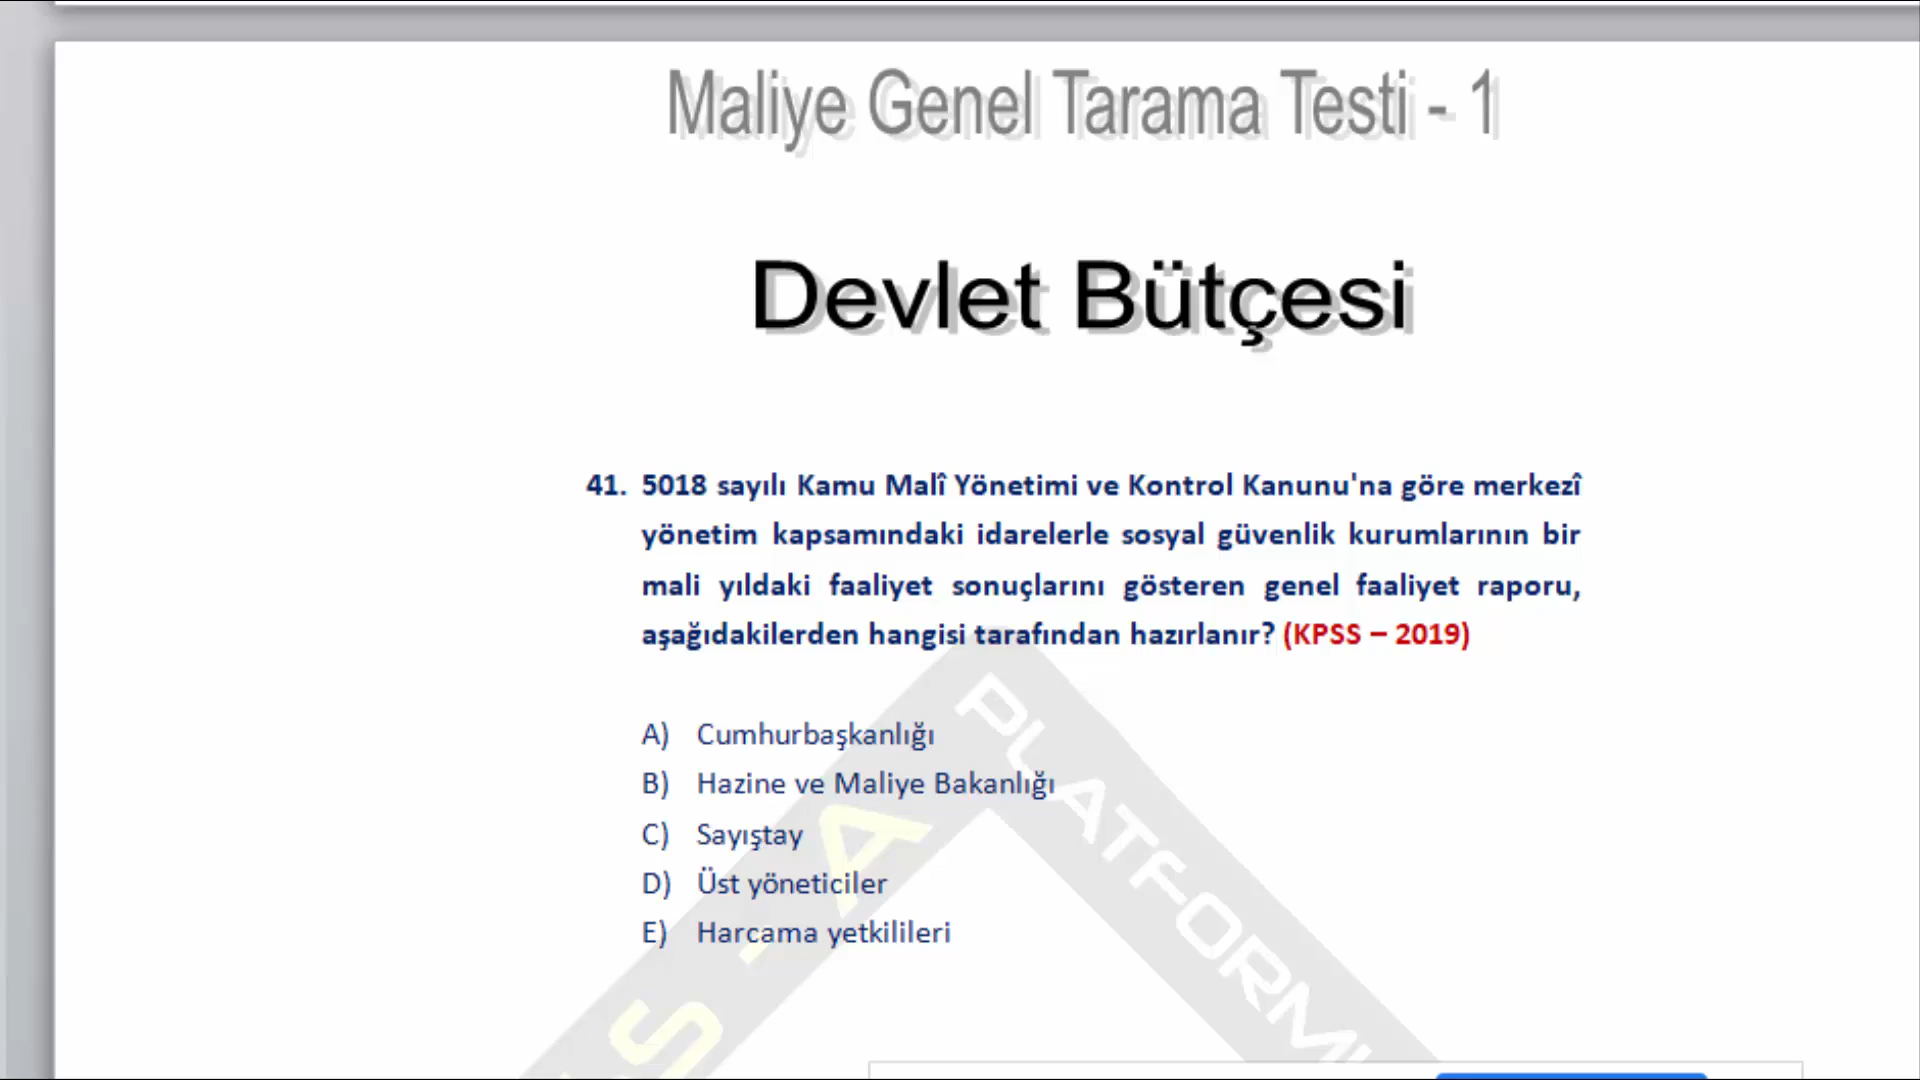 Maliye Genel Tarama Testi - 1
Devlet Bütçesi
41. 5018 sayılı Kamu Malî Yönetimi ve Kontrol Kanunu'na göre merkezî
yönetim kapsamındaki idarelerle sosyal güvenlik kurumlarının bir
mali yıldaki faaliyet sonuçlarını gösteren genel faaliyet raporu,
aşağıdakilerden hangisi tarafından hazırlanır? (KPSS – 2019)
A) Cumhurbaşkanlığı
B) Hazine ve Maliye Bakanlığı
C) Sayıştay
D) Üst yöneticiler
E) Harcama yetkilileri
S - A
PLATFORMU